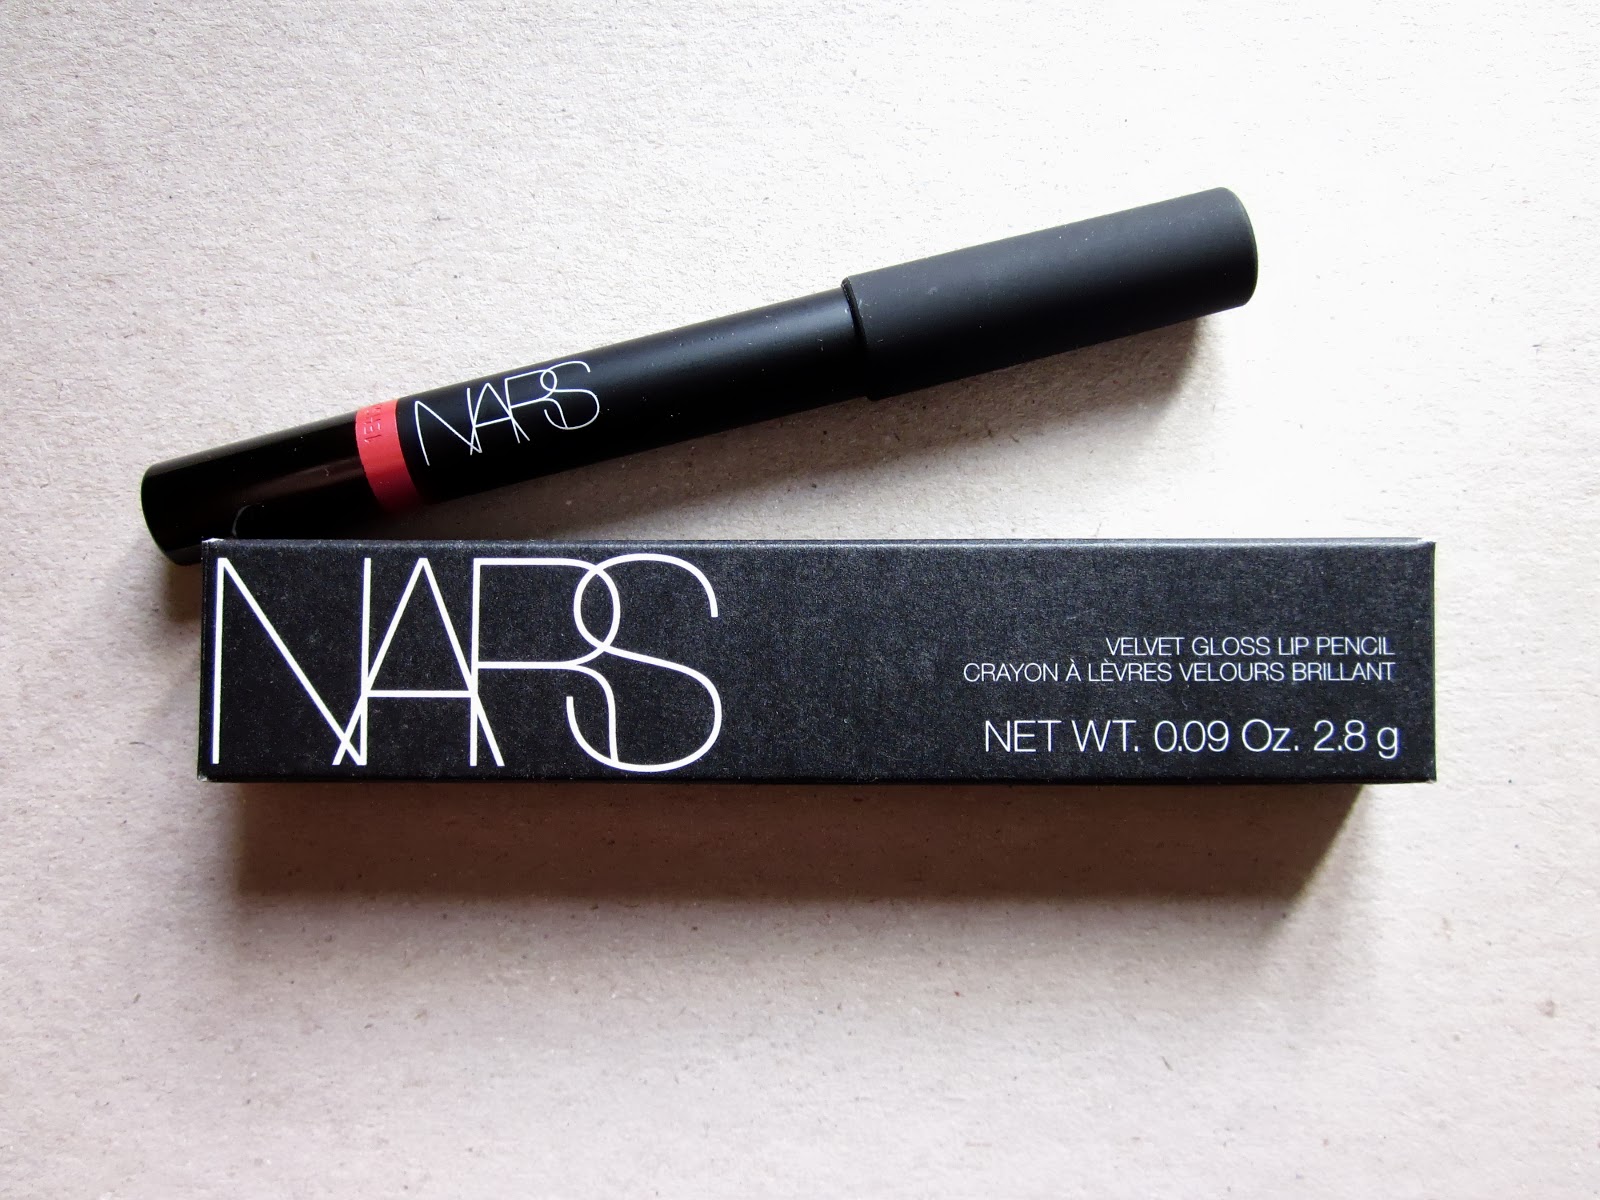 NARS
NARS
VELVET GLOSS LIP PENCIL
CRAYON À LÈVRES VELOURS BRILLANT
NET WT. 0.09 Oz. 2.8 g